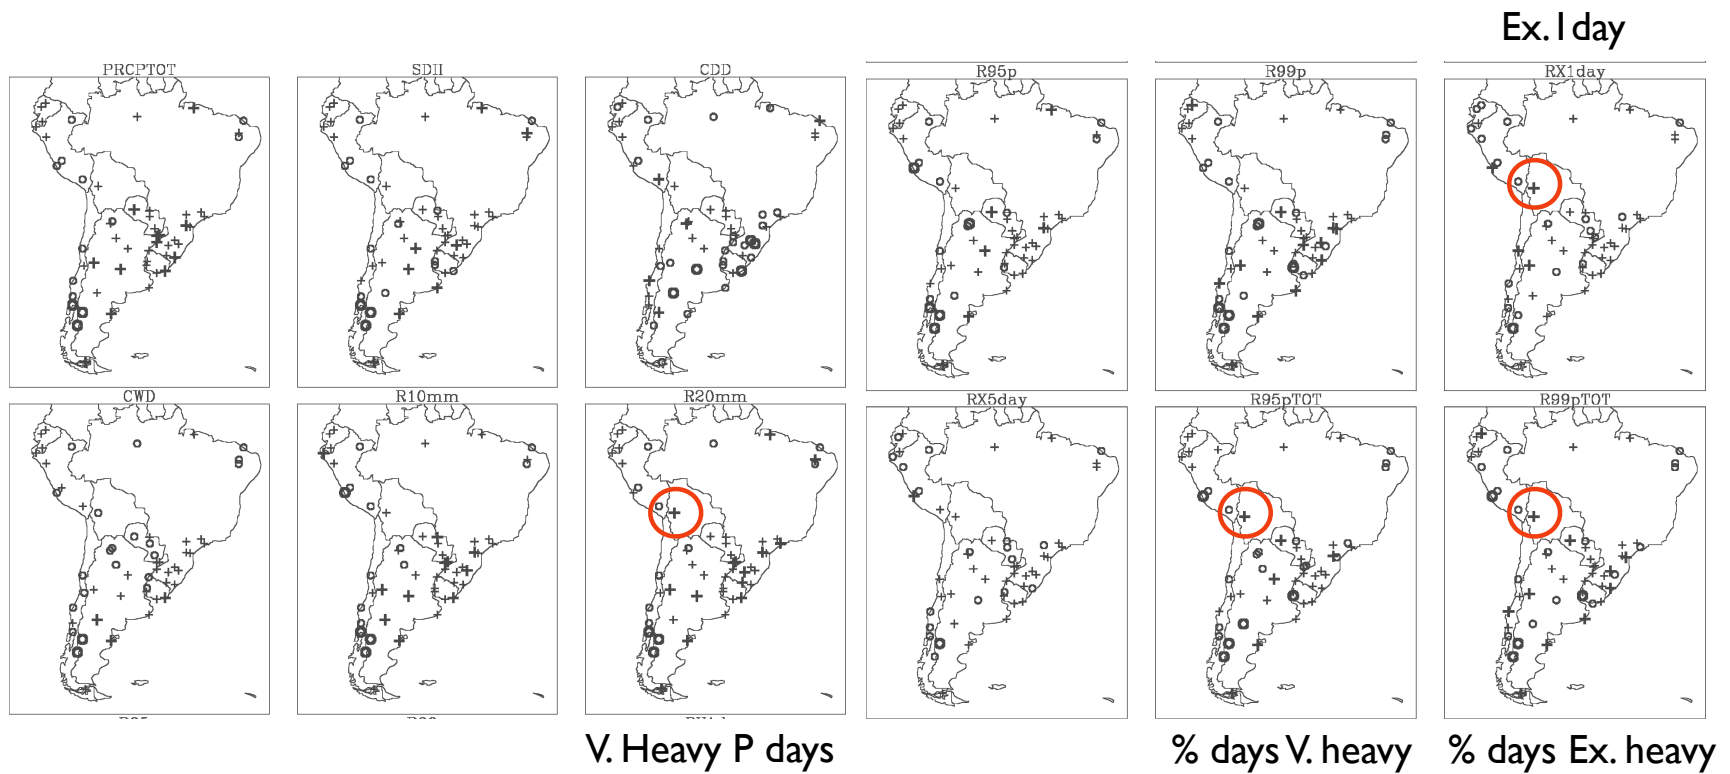 Ex. 1 day
PRCPTOT
SDII
CDD
R95p
R99p
RX1day
CWD
R10mm
R20mm
RX5day
R95pTOT
R99pTOT
V. Heavy P days
% days V. heavy
% days Ex. heavy